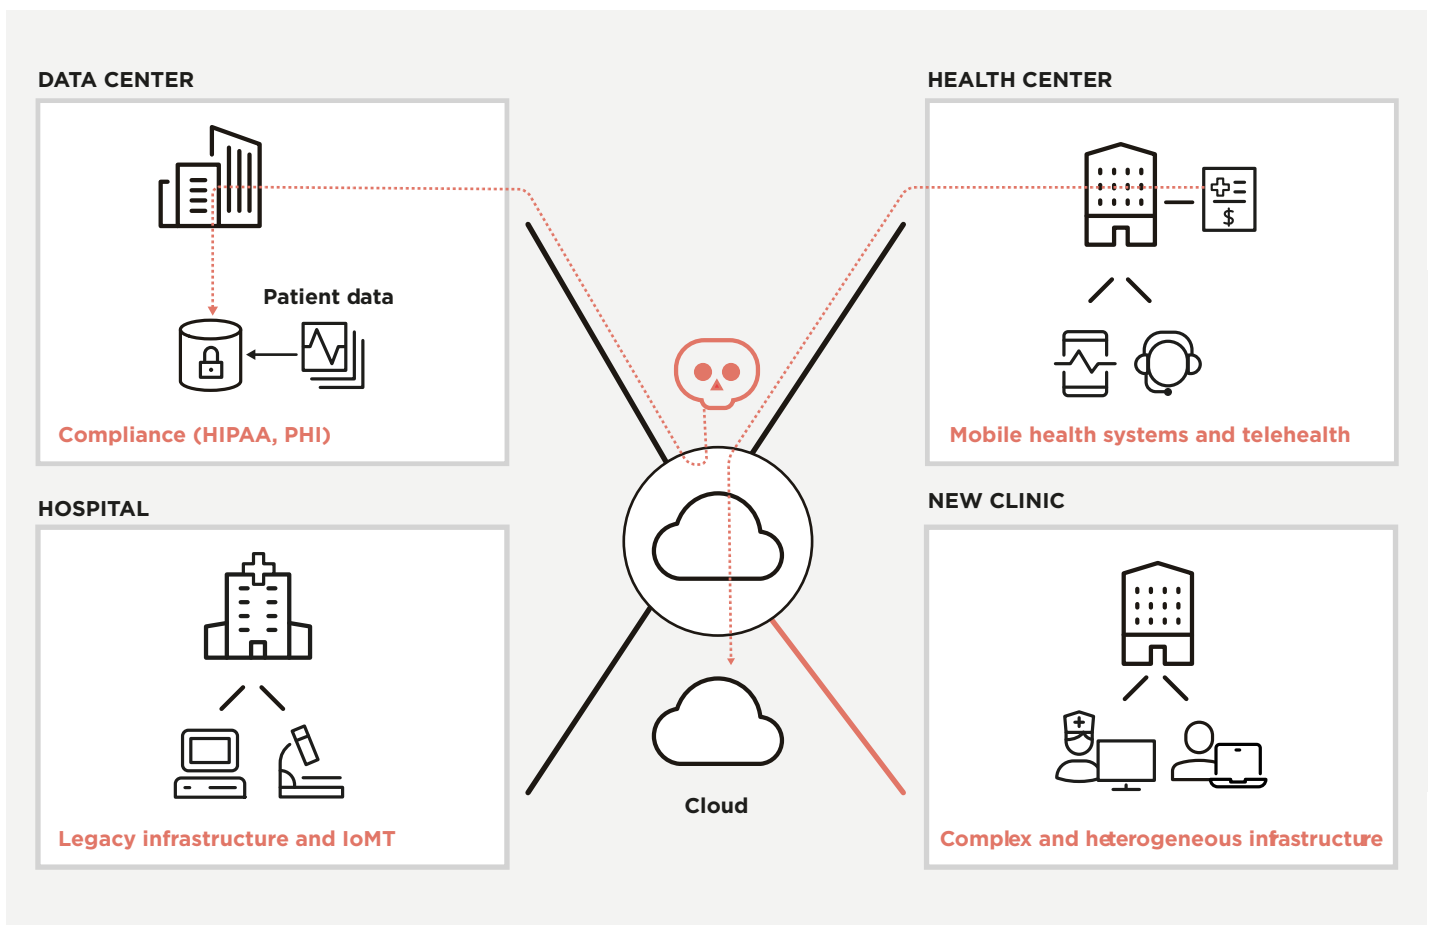 DATA CENTER
Patient data
Compliance (HIPAA, PHI)
HEALTH CENTER
$
Mobile health systems and telehealth
HOSPITAL
Legacy infrastructure and IoMT
Cloud
NEW CLINIC
Complex and heterogeneous infrastructure